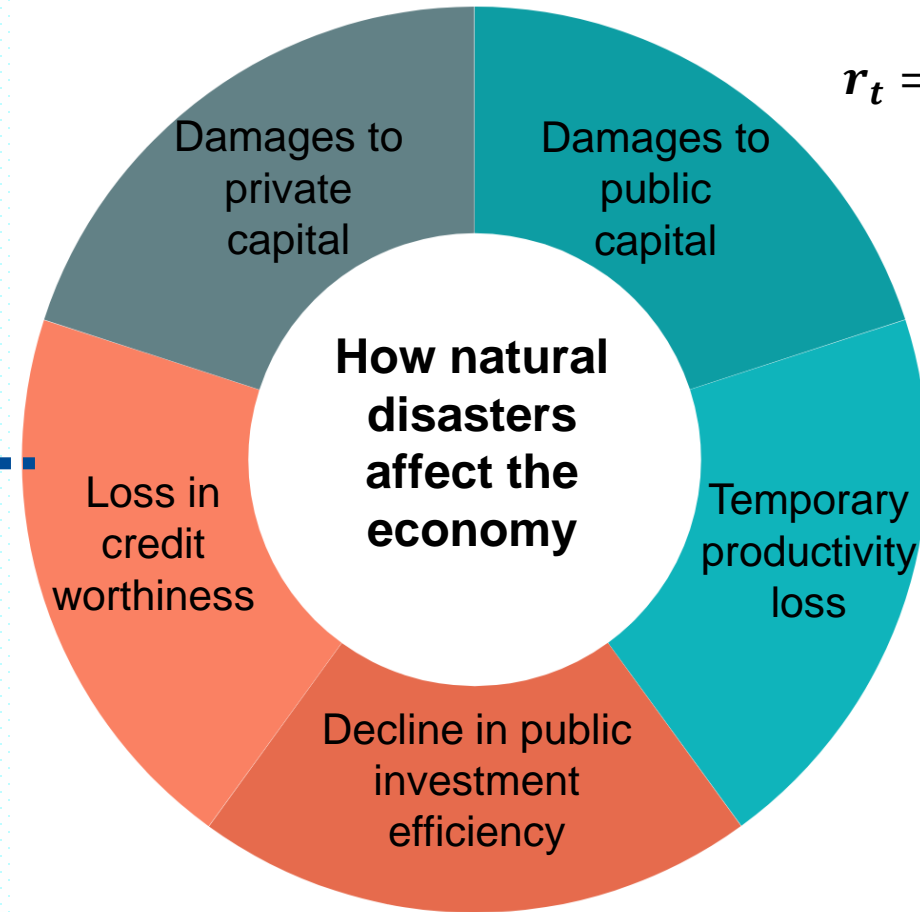 r_t =
Damages to
private
capital
Damages to
public
capital
How natural
disasters
affect the
economy
Loss in
credit
worthiness
Temporary
productivity
loss
Decline in public
investment
efficiency